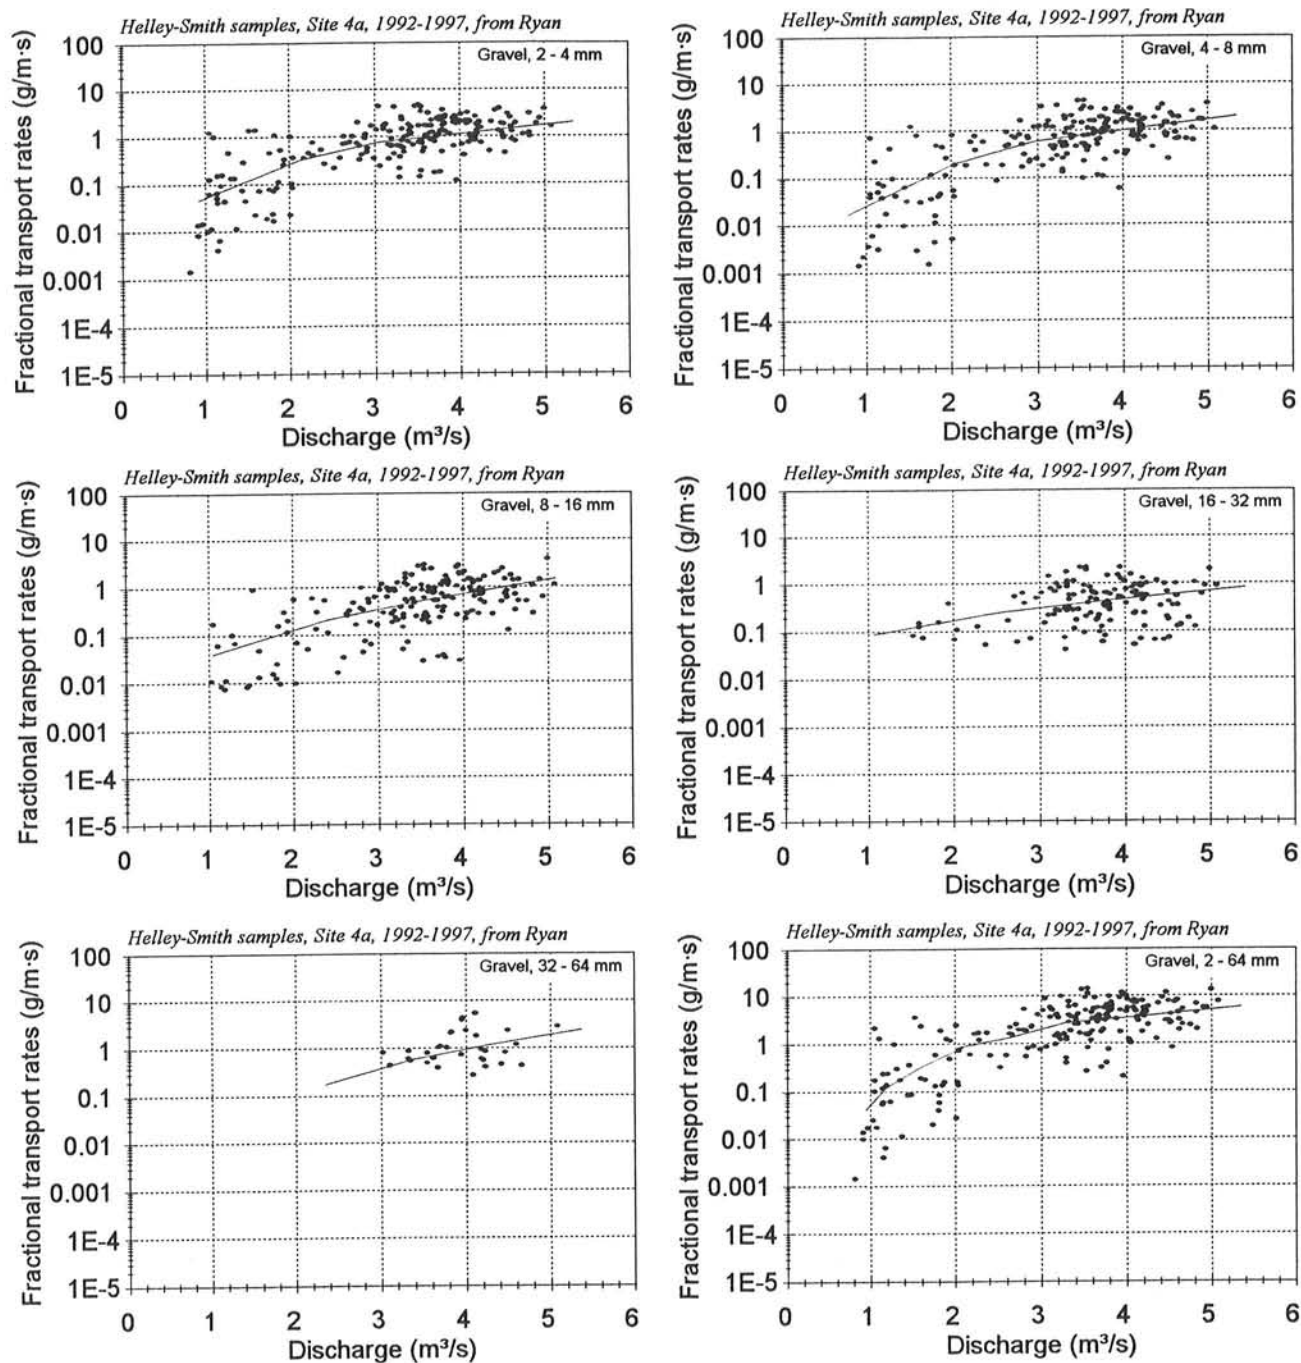 Helley-Smith samples, Site 4a, 1992-1997, from Ryan
Gravel, 2 - 4 mm
Fractional transport rates (g/m·s)
100
10
1
0.1
0.01
0.001
1E-4
1E-5
0 1 2 3 4 5 6
Discharge (m³/s)
Helley-Smith samples, Site 4a, 1992-1997, from Ryan
Gravel, 4 - 8 mm
Fractional transport rates (g/m·s)
100
10
1
0.1
0.01
0.001
1E-4
1E-5
0 1 2 3 4 5 6
Discharge (m³/s)
Helley-Smith samples, Site 4a, 1992-1997, from Ryan
Gravel, 8 - 16 mm
Fractional transport rates (g/m·s)
100
10
1
0.1
0.01
0.001
1E-4
1E-5
0 1 2 3 4 5 6
Discharge (m³/s)
Helley-Smith samples, Site 4a, 1992-1997, from Ryan
Gravel, 16 - 32 mm
Fractional transport rates (g/m·s)
100
10
1
0.1
0.01
0.001
1E-4
1E-5
0 1 2 3 4 5 6
Discharge (m³/s)
Helley-Smith samples, Site 4a, 1992-1997, from Ryan
Gravel, 32 - 64 mm
Fractional transport rates (g/m·s)
100
10
1
0.1
0.01
0.001
1E-4
1E-5
0 1 2 3 4 5 6
Discharge (m³/s)
Helley-Smith samples, Site 4a, 1992-1997, from Ryan
Gravel, 2 - 64 mm
Fractional transport rates (g/m·s)
100
10
1
0.1
0.01
0.001
1E-4
1E-5
0 1 2 3 4 5 6
Discharge (m³/s)